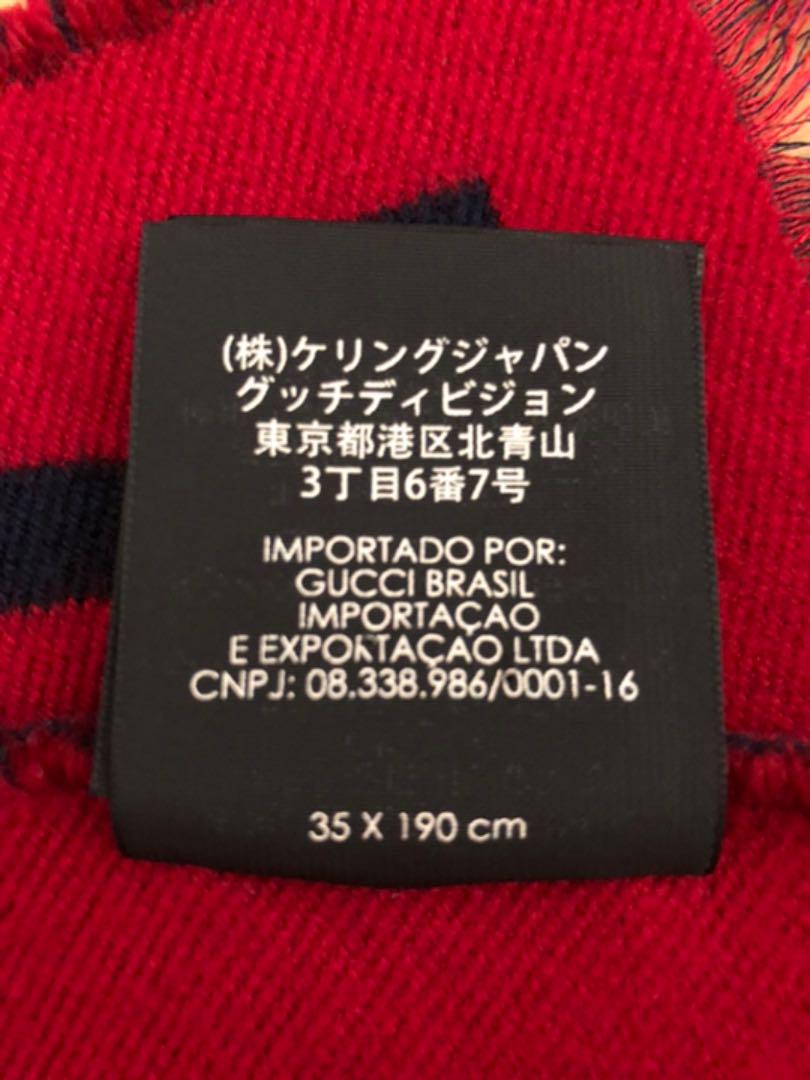 (株)ケリングジャパン
グッチディビジョン
東京都港区北青山
3丁目6番7号
IMPORTADO POR:
GUCCI BRASIL
IMPORTAÇAO
E EXPORTAÇAO LTDA
CNPJ: 08.338.986/0001-16
35 X 190 cm